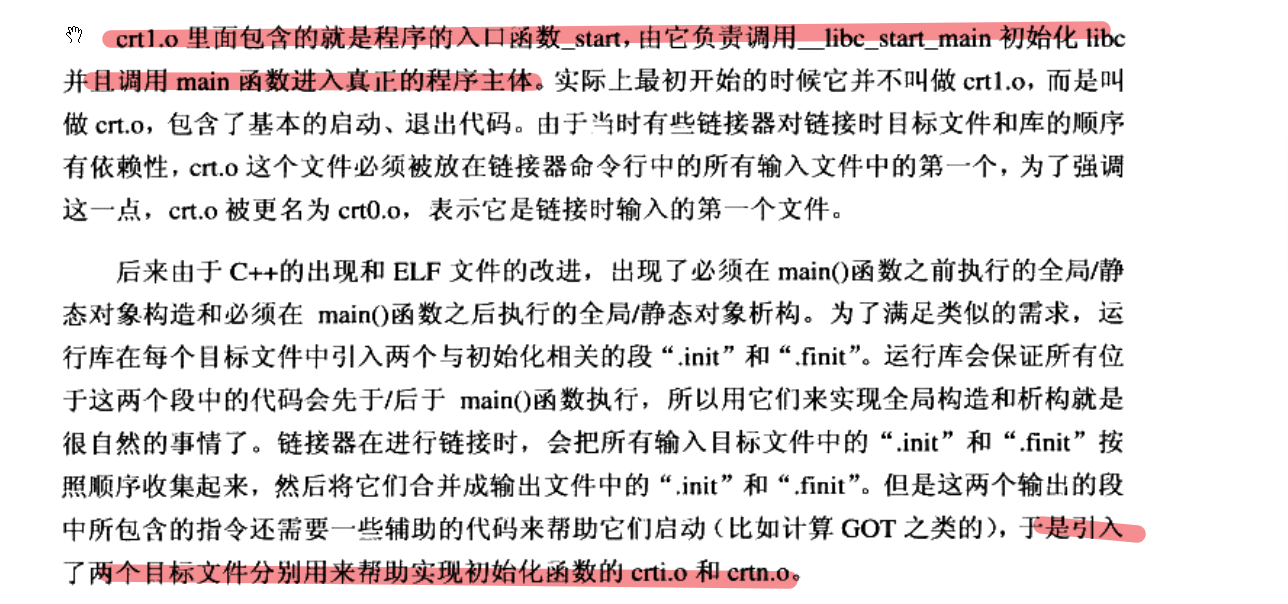 crt1.o 里面包含的就是程序的入口函数_start，由它负责调用__libc_start_main 初始化 libc
并且调用 main 函数进入真正的程序主体。实际上最初开始的时候它并不叫做 crt1.o，而是叫
做 crt.o，包含了基本的启动、退出代码。由于当时有些链接器对链接时目标文件和库的顺序
有依赖性，crt.o 这个文件必须被放在链接器命令行中的所有输入文件中的第一个，为了强调
这一点，crt.o 被更名为 crt0.o，表示它是链接时输入的第一个文件。
后来由于 C++的出现和 ELF 文件的改进，出现了必须在 main()函数之前执行的全局/静
态对象构造和必须在 main()函数之后执行的全局/静态对象析构。为了满足类似的需求，运
行库在每个目标文件中引入两个与初始化相关的段“.init”和“.finit”。运行库会保证所有位
于这两个段中的代码会先于/后于 main()函数执行，所以用它们来实现全局构造和析构就是
很自然的事情了。链接器在进行链接时，会把所有输入目标文件中的“.init”和“.finit”按
照顺序收集起来，然后将它们合并成输出文件中的“.init”和“.finit”。但是这两个输出的段
中所包含的指令还需要一些辅助的代码来帮助它们启动（比如计算 GOT 之类的），于是引入
了两个目标文件分别用来帮助实现初始化函数的 crti.o 和 crtn.o。